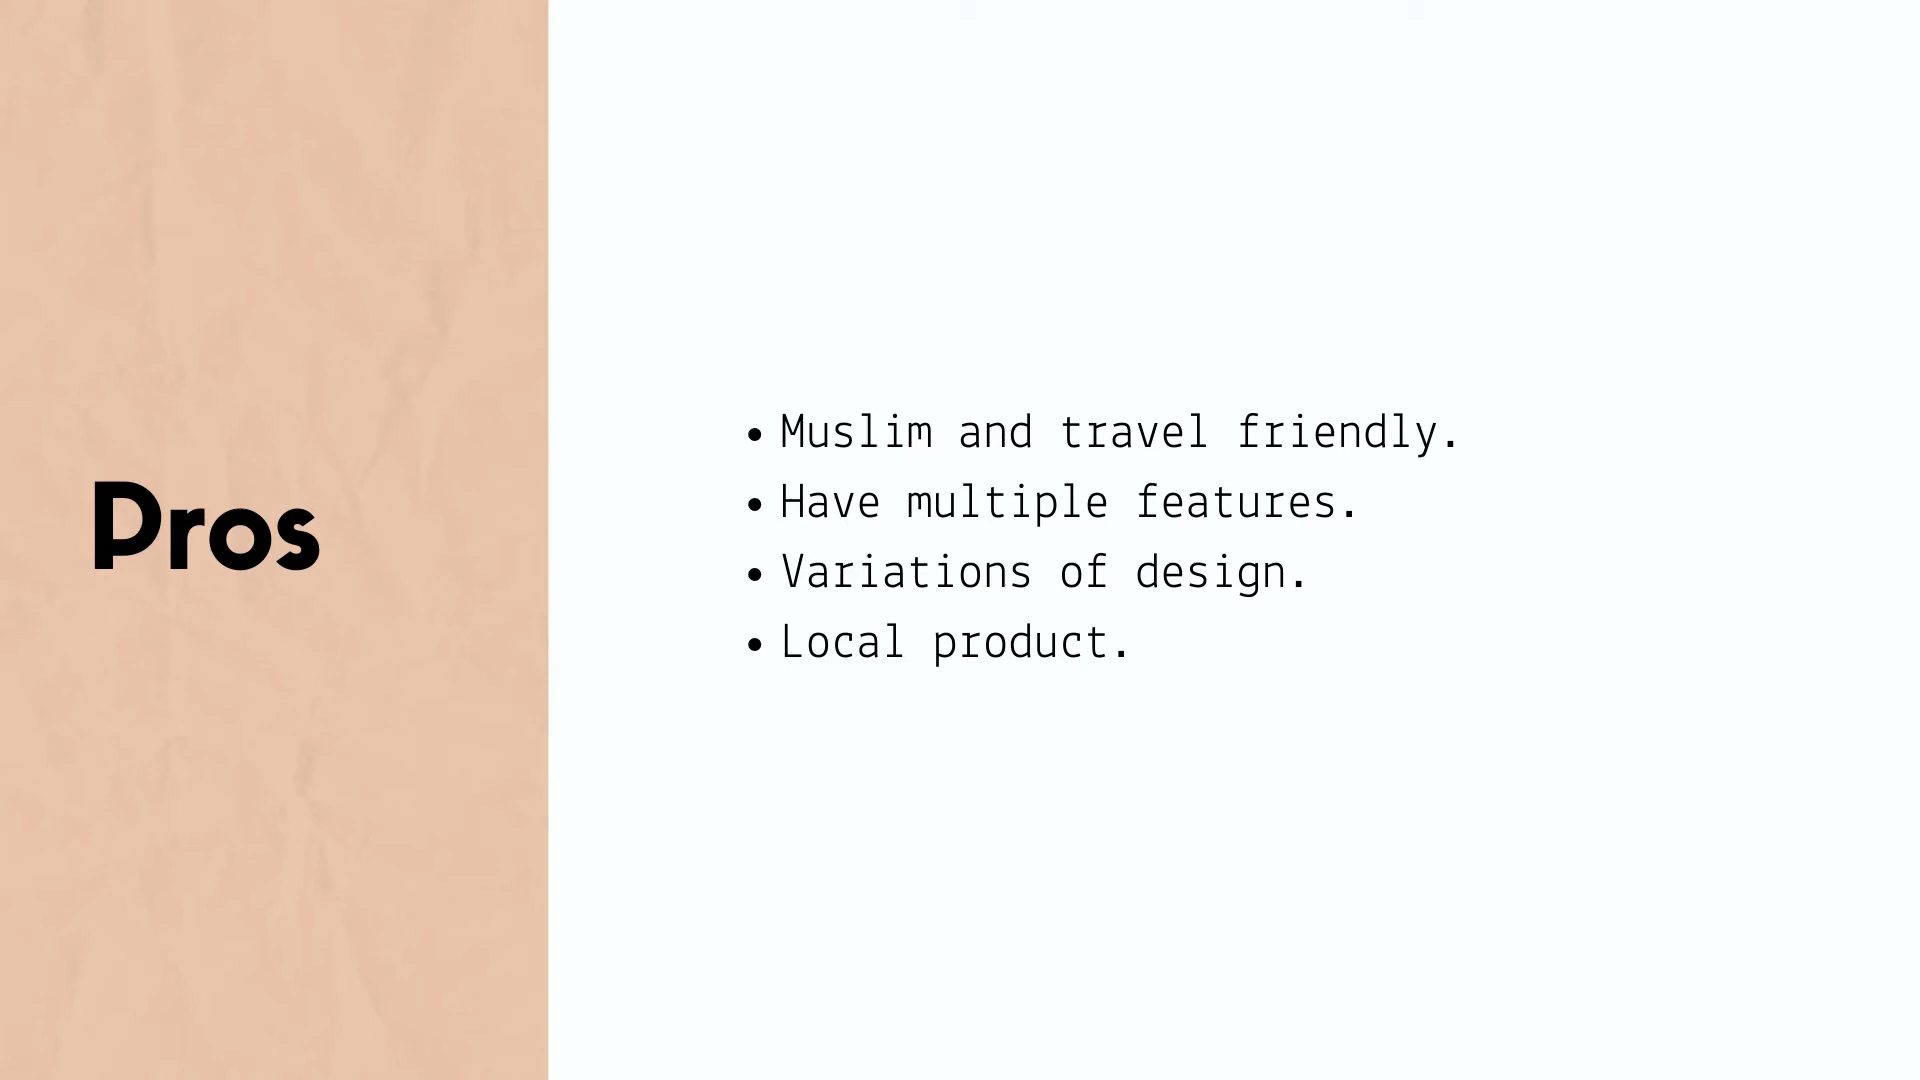 Pros
• Muslim and travel friendly.
• Have multiple features.
• Variations of design.
• Local product.